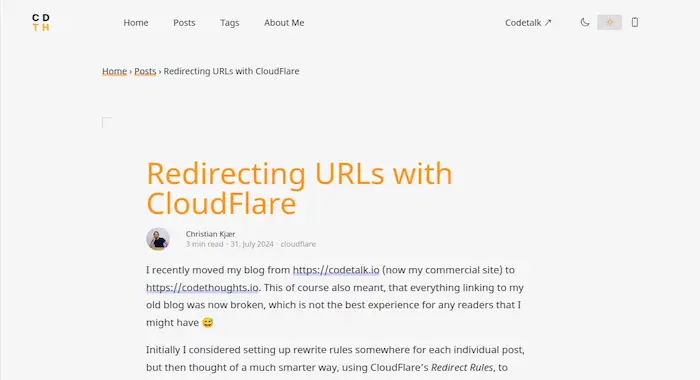 C D
T H
Home Posts Tags About Me Codetalk ↗
Home › Posts › Redirecting URLs with CloudFlare
Redirecting URLs with
CloudFlare
Christian Kjær
3 min read · 31. July 2024 · cloudflare
I recently moved my blog from https://codetalk.io (now my commercial site) to
https://codethoughts.io. This of course also meant, that everything linking to my
old blog was now broken, which is not the best experience for any readers that I
might have 😅
Initially I considered setting up rewrite rules somewhere for each individual post,
but then thought of a much smarter way, using CloudFlare's Redirect Rules, to